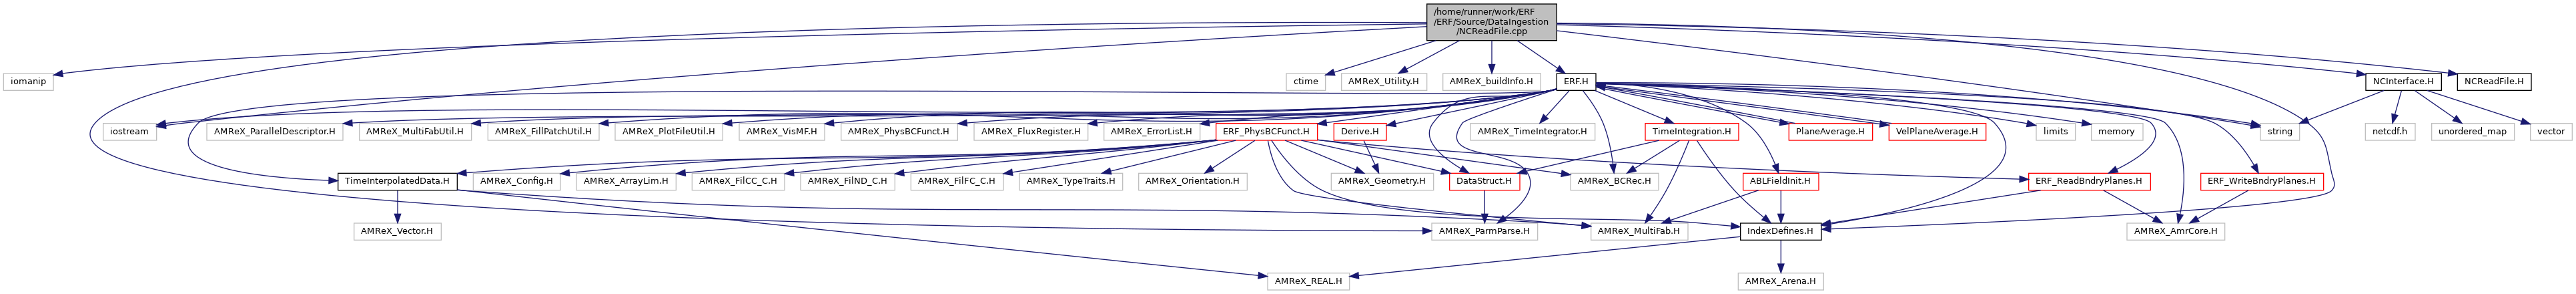 /home/runner/work/ERF
/ERF/Source/DataIngestion
/NCReadFile.cpp
iomanip
ctime
AMReX_Utility.H
AMReX_buildInfo.H
ERF.H
NCInterface.H
NCReadFile.H
iostream
AMReX_ParallelDescriptor.H
AMReX_MultiFabUtil.H
AMReX_FillPatchUtil.H
AMReX_PlotFileUtil.H
AMReX_VisMF.H
AMReX_PhysBCFunct.H
AMReX_FluxRegister.H
AMReX_ErrorList.H
ERF_PhysBCFunct.H
Derive.H
AMReX_TimeIntegrator.H
TimeIntegration.H
PlaneAverage.H
VelPlaneAverage.H
limits
memory
string
netcdf.h
unordered_map
vector
TimeInterpolatedData.H
AMReX_Config.H
AMReX_ArrayLim.H
AMReX_FilCC_C.H
AMReX_FilND_C.H
AMReX_FilFC_C.H
AMReX_TypeTraits.H
AMReX_Orientation.H
AMReX_Geometry.H
DataStruct.H
AMReX_BCRec.H
ABLFieldInit.H
ERF_ReadBndryPlanes.H
ERF_WriteBndryPlanes.H
AMReX_Vector.H
AMReX_ParmParse.H
AMReX_MultiFab.H
IndexDefines.H
AMReX_AmrCore.H
AMReX_REAL.H
AMReX_Arena.H